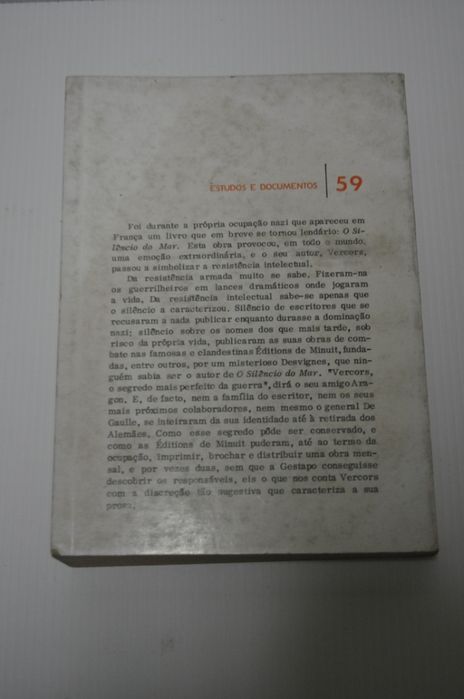 ESTUDOS E DOCUMENTOS | 59
Foi durante a própria ocupação nazi que apareceu em
França um livro que em breve se tornou lendário: O Si-
lêncio do Mar. Esta obra provocou, em todo o mundo,
uma emoção extraordinária, e o seu autor, Vercors,
passou a simbolizar a resistência intelectual.
Da resistência armada muito se sabe. Fizeram-na
os guerrilheiros em lances dramáticos onde jogaram
a vida. Da resistência intelectual sabe-se apenas que
o silêncio a caracterizou. Silêncio de escritores que se
recusaram a nada publicar enquanto durasse a dominação
nazi; silêncio sobre os nomes dos que mais tarde, sob
risco da própria vida, publicaram as suas obras de com-
bate nas famosas e clandestinas Éditions de Minuit, funda-
das, entre outros, por um misterioso Desvignes, que nin-
guém sabia ser o autor de O Silêncio do Mar. "Vercors,
o segredo mais perfeito da guerra", dirá o seu amigo Ara-
gon. E, de facto, nem a família do escritor, nem os seus
mais próximos colaboradores, nem mesmo o general De
Gaulle, se inteiraram da sua identidade até à retirada dos
Alemães. Como esse segredo pôde ser conservado, e
como as Éditions de Minuit puderam, até ao termo da
ocupação, imprimir, brochar e distribuir uma obra men-
sal, e por vezes duas, sem que a Gestapo conseguisse
descobrir os responsáveis, eis o que nos conta Vercors
com a discreção tão sugestiva que caracteriza a sua
prosa.